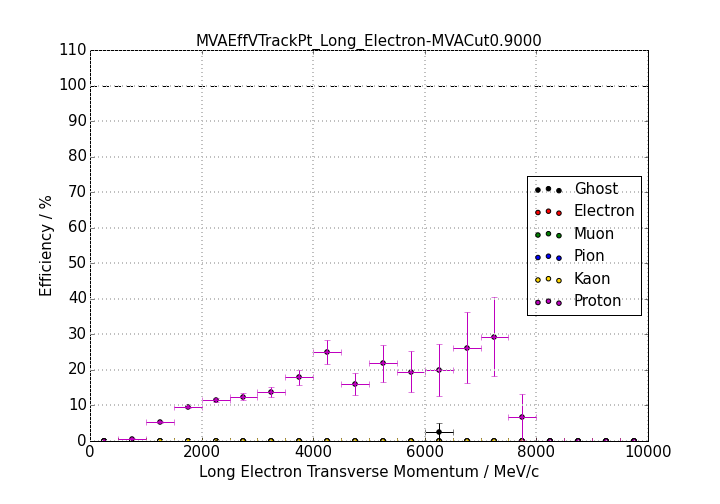 MVAEffVTrackPt_Long_Electron-MVACut0.9000
110
100
90
80
70
60
50
40
30
20
10
0
Efficiency / %
Ghost
Electron
Muon
Pion
Kaon
Proton
0 2000 4000 6000 8000 10000
Long Electron Transverse Momentum / MeV/c